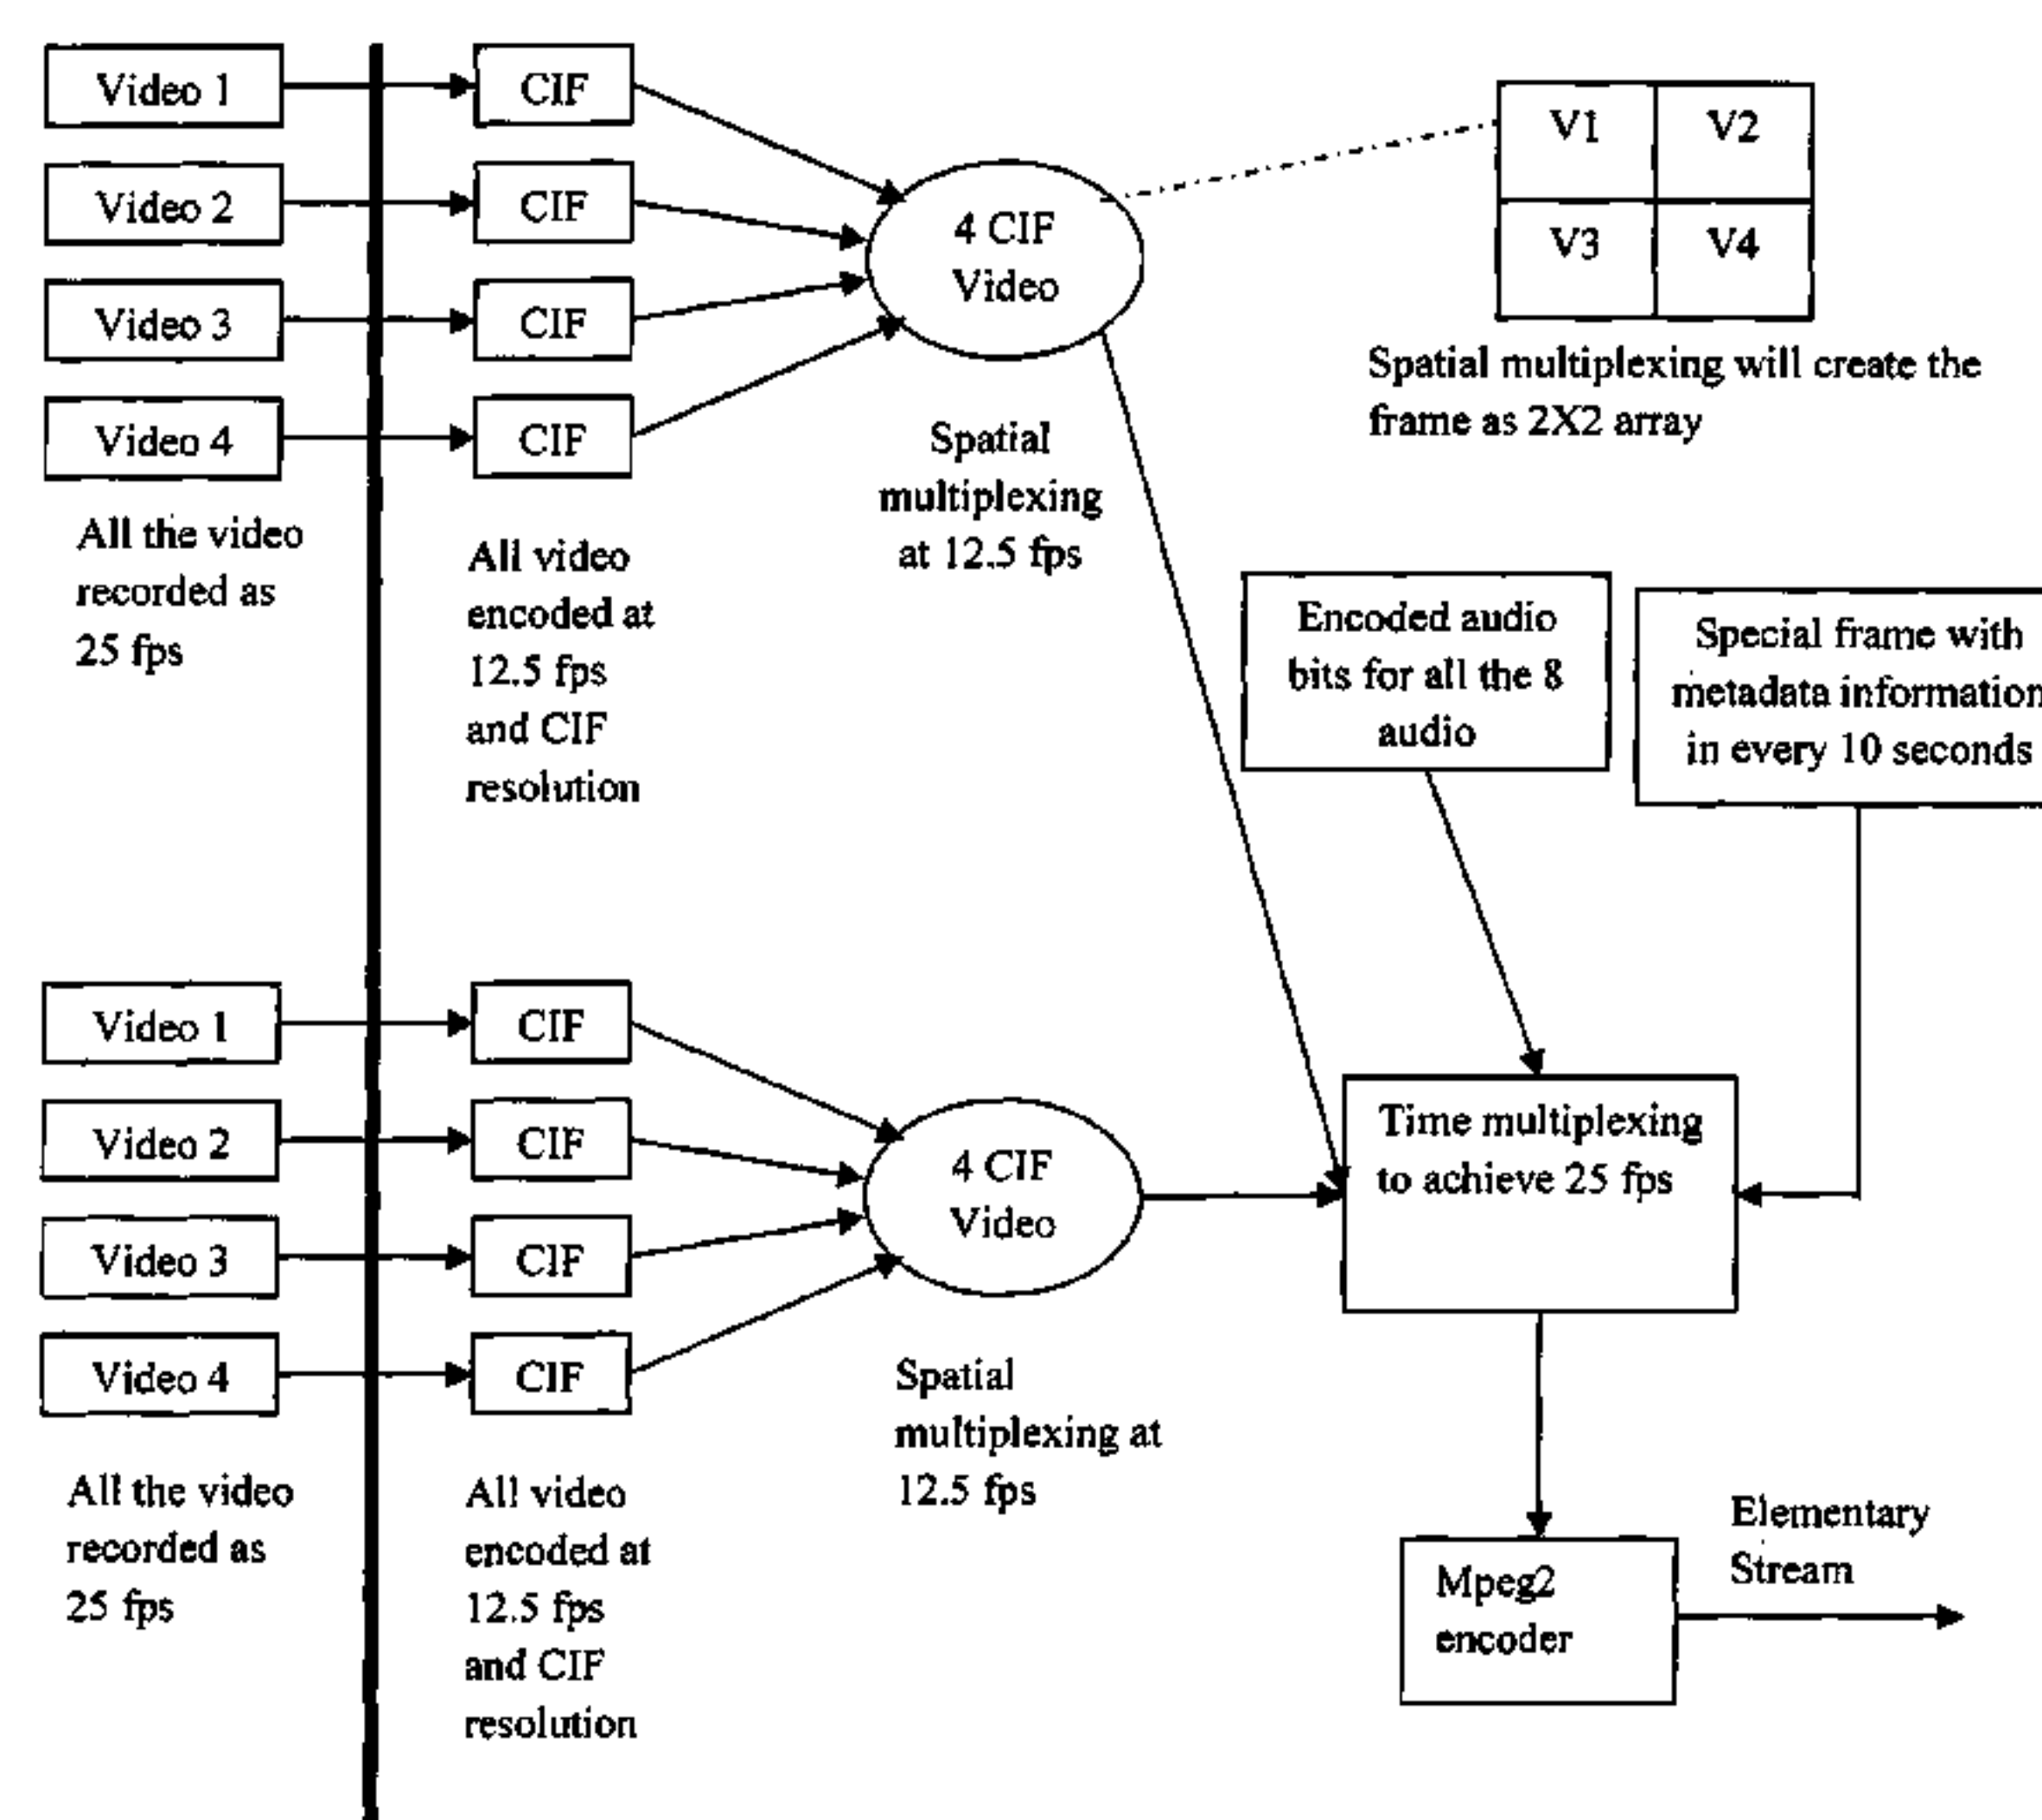 Video 1
CIF
Video 2
CIF
Video 3
CIF
Video 4
CIF
4 CIF
Video
V1
V2
V3
V4
Spatial multiplexing will create the
frame as 2X2 array
All the video
recorded as
25 fps
All video
encoded at
12.5 fps
and CIF
resolution
Spatial
multiplexing
at 12.5 fps
Encoded audio
bits for all the 8
audio
Special frame with
metadata information
in every 10 seconds
Video 1
CIF
Video 2
CIF
Video 3
CIF
Video 4
CIF
4 CIF
Video
Time multiplexing
to achieve 25 fps
All the video
recorded as
25 fps
All video
encoded at
12.5 fps
and CIF
resolution
Spatial
multiplexing at
12.5 fps
Mpeg2
encoder
Elementary
Stream